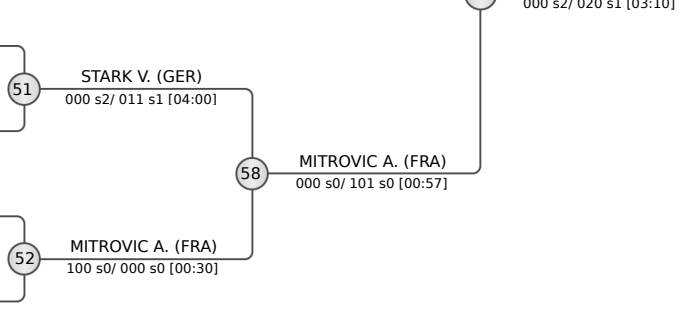 000 s2/ 020 s1 [03:10]
STARK V. (GER)
51
000 s2/ 011 s1 [04:00]
MITROVIC A. (FRA)
58
000 s0/ 101 s0 [00:57]
MITROVIC A. (FRA)
52
100 s0/ 000 s0 [00:30]